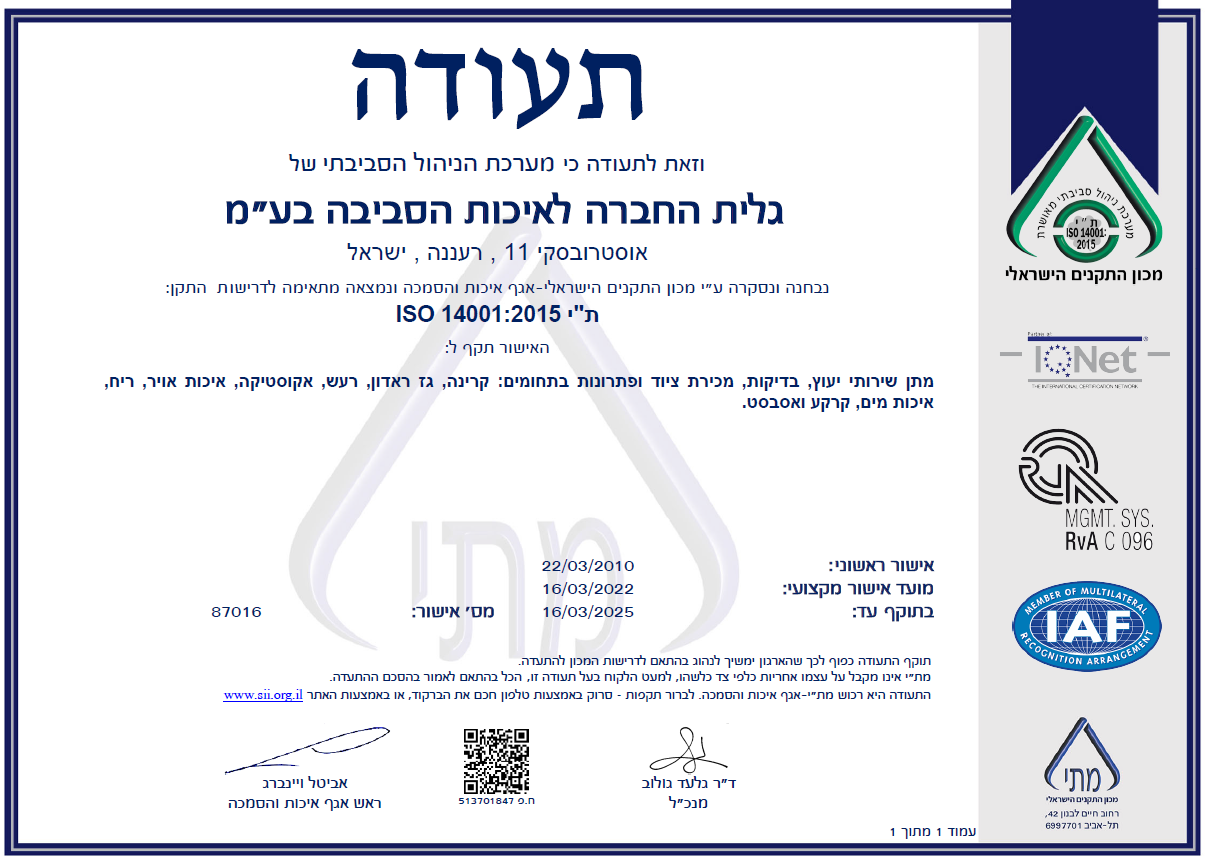 תעודה
וזאת לתעודה כי מערכת הניהול הסביבתי של
גלית החברה לאיכות הסביבה בע"מ
אוסטרובסקי 11 , רעננה , ישראל
נבחנה ונסקרה ע"י מכון התקנים הישראלי-אגף איכות והסמכה ונמצאה מתאימה לדרישות התקן:
ת"י ISO 14001:2015
האישור תקף ל:
מתן שירותי יעוץ, בדיקות, מכירת ציוד ופתרונות בתחומים: קרינה, גז ראדון, רעש, אקוסטיקה, איכות אויר, ריח,
איכות מים, קרקע ואסבסט.
מתי
אישור ראשוני: 22/03/2010
מועד אישור מקצועי: 16/03/2022
בתוקף עד: 16/03/2025 מס' אישור: 87016
תוקף התעודה כפוף לכך שהארגון ימשיך לנהוג בהתאם לדרישות המכון להתעדה.
מת"י אינו מקבל על עצמו אחריות כלפי צד כלשהו, למעט הלקוח בעל תעודה זו, הכל בהתאם לאמור בהסכם ההתעדה.
התעודה היא רכוש מת"י-אגף איכות והסמכה. לברור תקפות - סרוק באמצעות טלפון חכם את הברקוד, או באמצעות האתר www.sii.org.il
ד"ר גלעד גולוב
מנכ"ל
ח.פ 513701847
אביטל ויינברג
ראש אגף איכות והסמכה
עמוד 1 מתוך 1
מערכת ניהול סביבתי מאושרת
ת"י
ISO 14001:
2015
מכון התקנים הישראלי
Partner of
IQNet
®
THE INTERNATIONAL CERTIFICATION NETWORK
MGMT. SYS.
RvA C 096
MEMBER OF MULTILATERAL
IAF
RECOGNITION ARRANGEMENT
מתי
מכון התקנים הישראלי
רחוב חיים לבנון 42,
תל-אביב 6997701